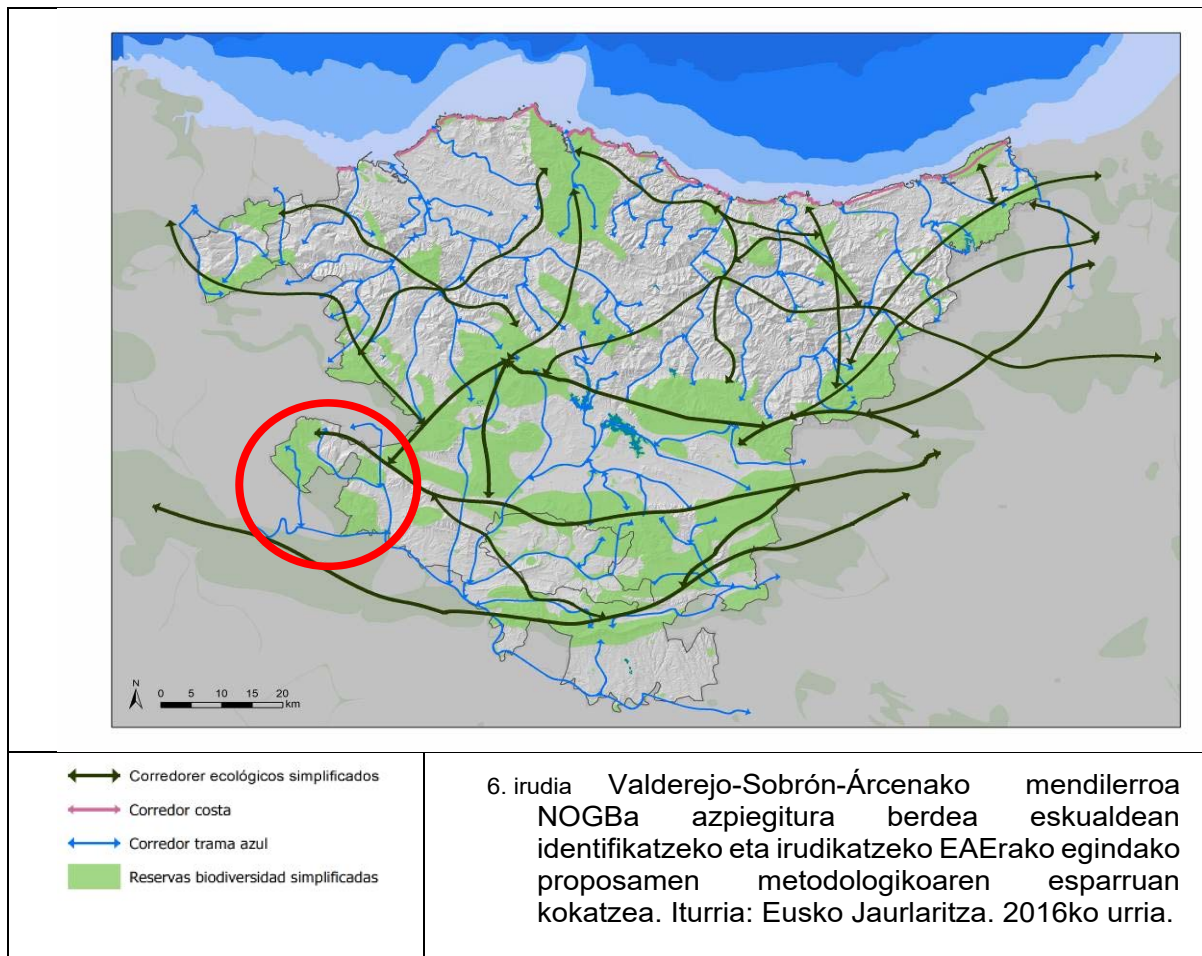 N
0 5 10 15 20
km
Corredorer ecológicos simplificados
Corredor costa
Corredor trama azul
Reservas biodiversidad simplificadas
6. irudia Valderejo-Sobrón-Árcenako mendilerroa
NOGBa azpiegitura berdea eskualdean
identifikatzeko eta irudikatzeko EAErako egindako
proposamen metodologikoaren esparruan
kokatzea. Iturria: Eusko Jaurlaritza. 2016ko urria.